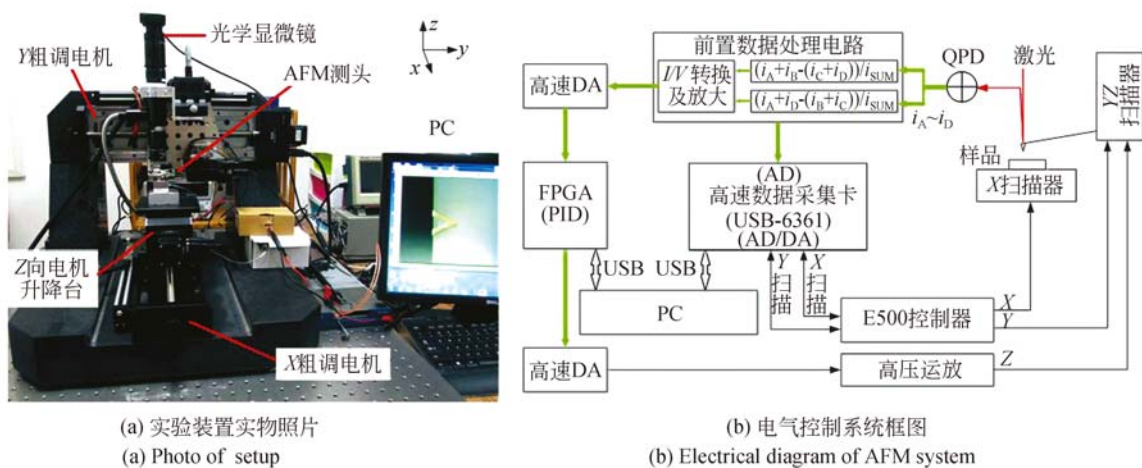 光学显微镜
Y粗调电机
AFM测头
z
y
x
PC
Z向电机
升降台
X粗调电机
(a) 实验装置实物照片
(a) Photo of setup
前置数据处理电路
I/V 转换
及放大
(iA+iB-(iC+iD))/iSUM
(iA+iD-(iB+iC))/iSUM
QPD
激光
iA~iD
YZ
扫描器
样品
X扫描器
高速DA
FPGA
(PID)
(AD)
高速数据采集卡
(USB-6361)
(AD/DA)
USB
USB
PC
Y扫描
X扫描
E500控制器
X
Y
高速DA
高压运放
Z
(b) 电气控制系统框图
(b) Electrical diagram of AFM system